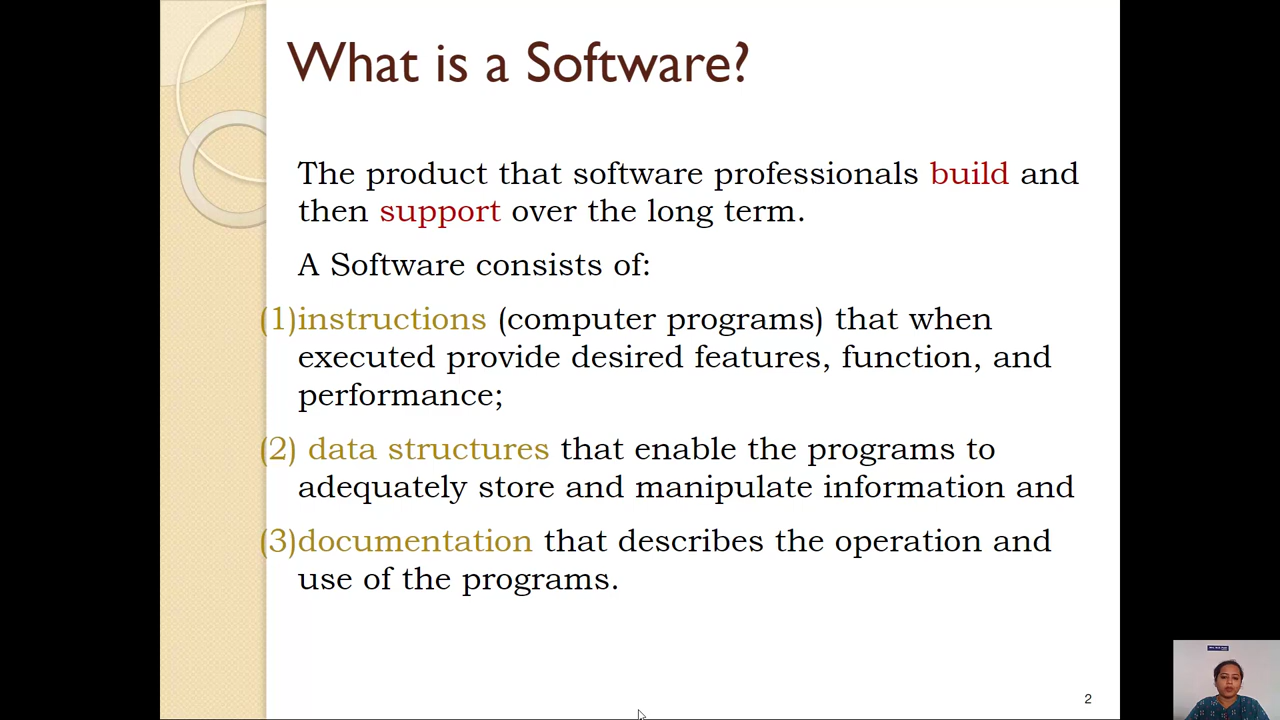 What is a Software?
The product that software professionals build and
then support over the long term.
A Software consists of:
(1)instructions (computer programs) that when
executed provide desired features, function, and
performance;
(2) data structures that enable the programs to
adequately store and manipulate information and
(3)documentation that describes the operation and
use of the programs.
2